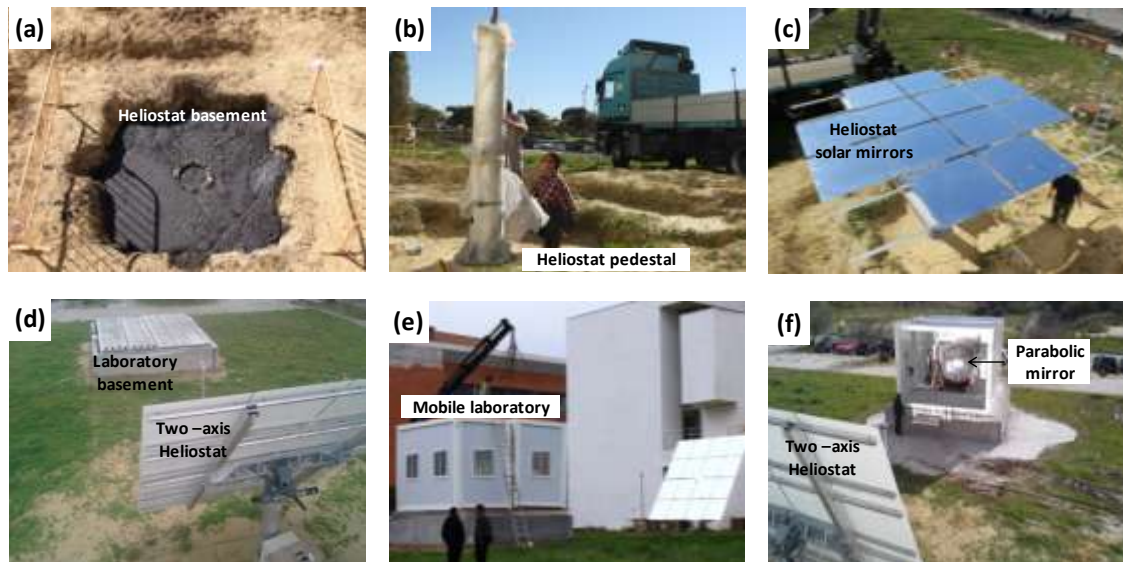 (a)
Heliostat basement
(b)
Heliostat pedestal
(c)
Heliostat
solar mirrors
(d)
Laboratory
basement
Two –axis
Heliostat
(e)
Mobile laboratory
(f)
Parabolic
mirror
Two –axis
Heliostat